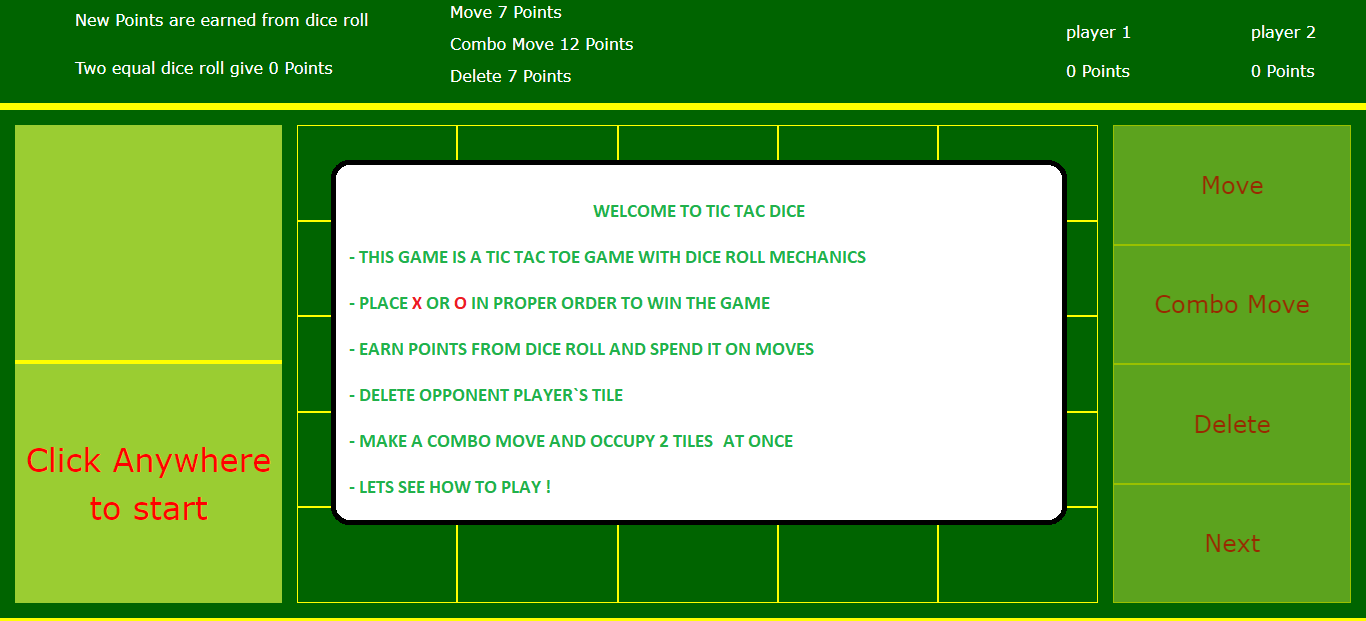 New Points are earned from dice roll
Two equal dice roll give 0 Points
Move 7 Points
Combo Move 12 Points
Delete 7 Points
player 1
0 Points
player 2
0 Points
WELCOME TO TIC TAC DICE
- THIS GAME IS A TIC TAC TOE GAME WITH DICE ROLL MECHANICS
- PLACE X OR O IN PROPER ORDER TO WIN THE GAME
- EARN POINTS FROM DICE ROLL AND SPEND IT ON MOVES
- DELETE OPPONENT PLAYER`S TILE
- MAKE A COMBO MOVE AND OCCUPY 2 TILES  AT ONCE
- LETS SEE HOW TO PLAY !
Click Anywhere
to start
Move
Combo Move
Delete
Next